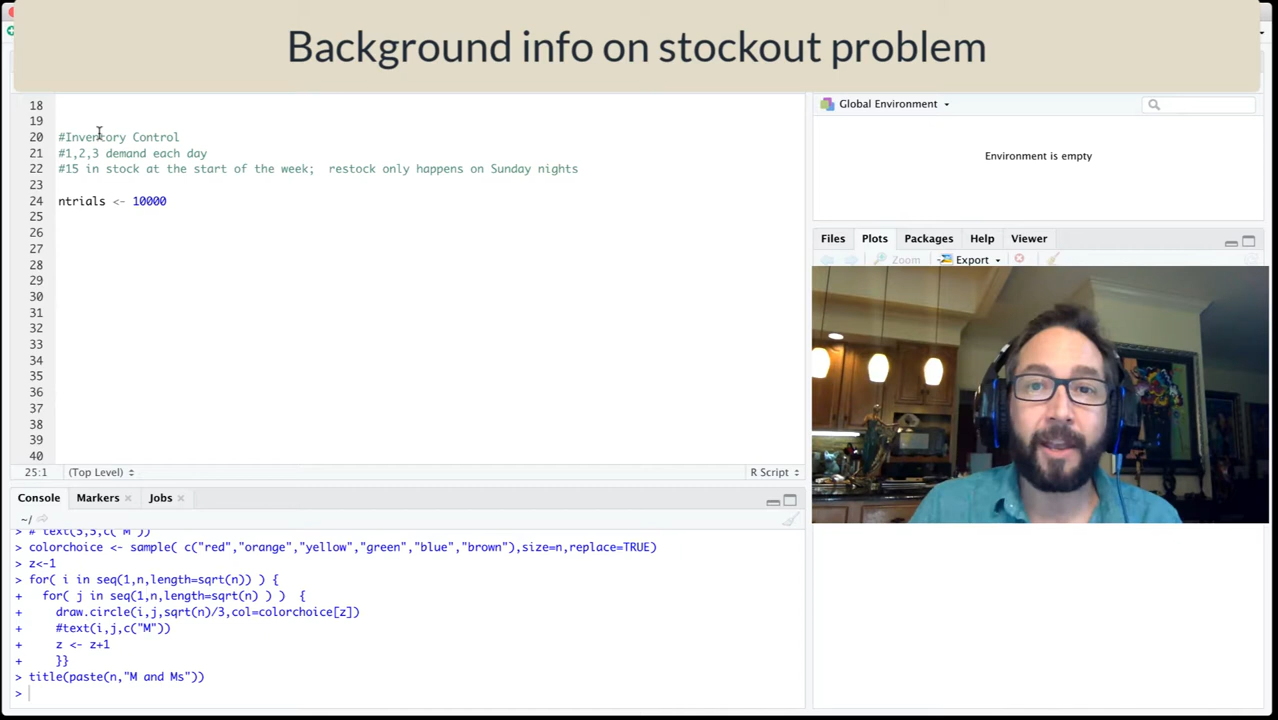 Background info on stockout problem
18
Global Environment
19
20 #Inventory Control
21 #1,2,3 demand each day
22 #15 in stock at the start of the week;  restock only happens on Sunday nights
Environment is empty
23
24 ntrials <- 10000
25
26
27
28
29
30
31
32
33
34
35
36
37
38
39
40
Files Plots Packages Help Viewer
Zoom Export
25:1 (Top Level) R Script
Console Markers Jobs
~/
> # text(5,5,c("M"))
> colorchoice <- sample( c("red","orange","yellow","green","blue","brown"),size=n,replace=TRUE)
> z<-1
> for( i in seq(1,n,length=sqrt(n)) ) {
+   for( j in seq(1,n,length=sqrt(n) ) )  {
+     draw.circle(i,j,sqrt(n)/3,col=colorchoice[z])
+     #text(i,j,c("M"))
+     z <- z+1
+     }}
> title(paste(n,"M and Ms"))
>